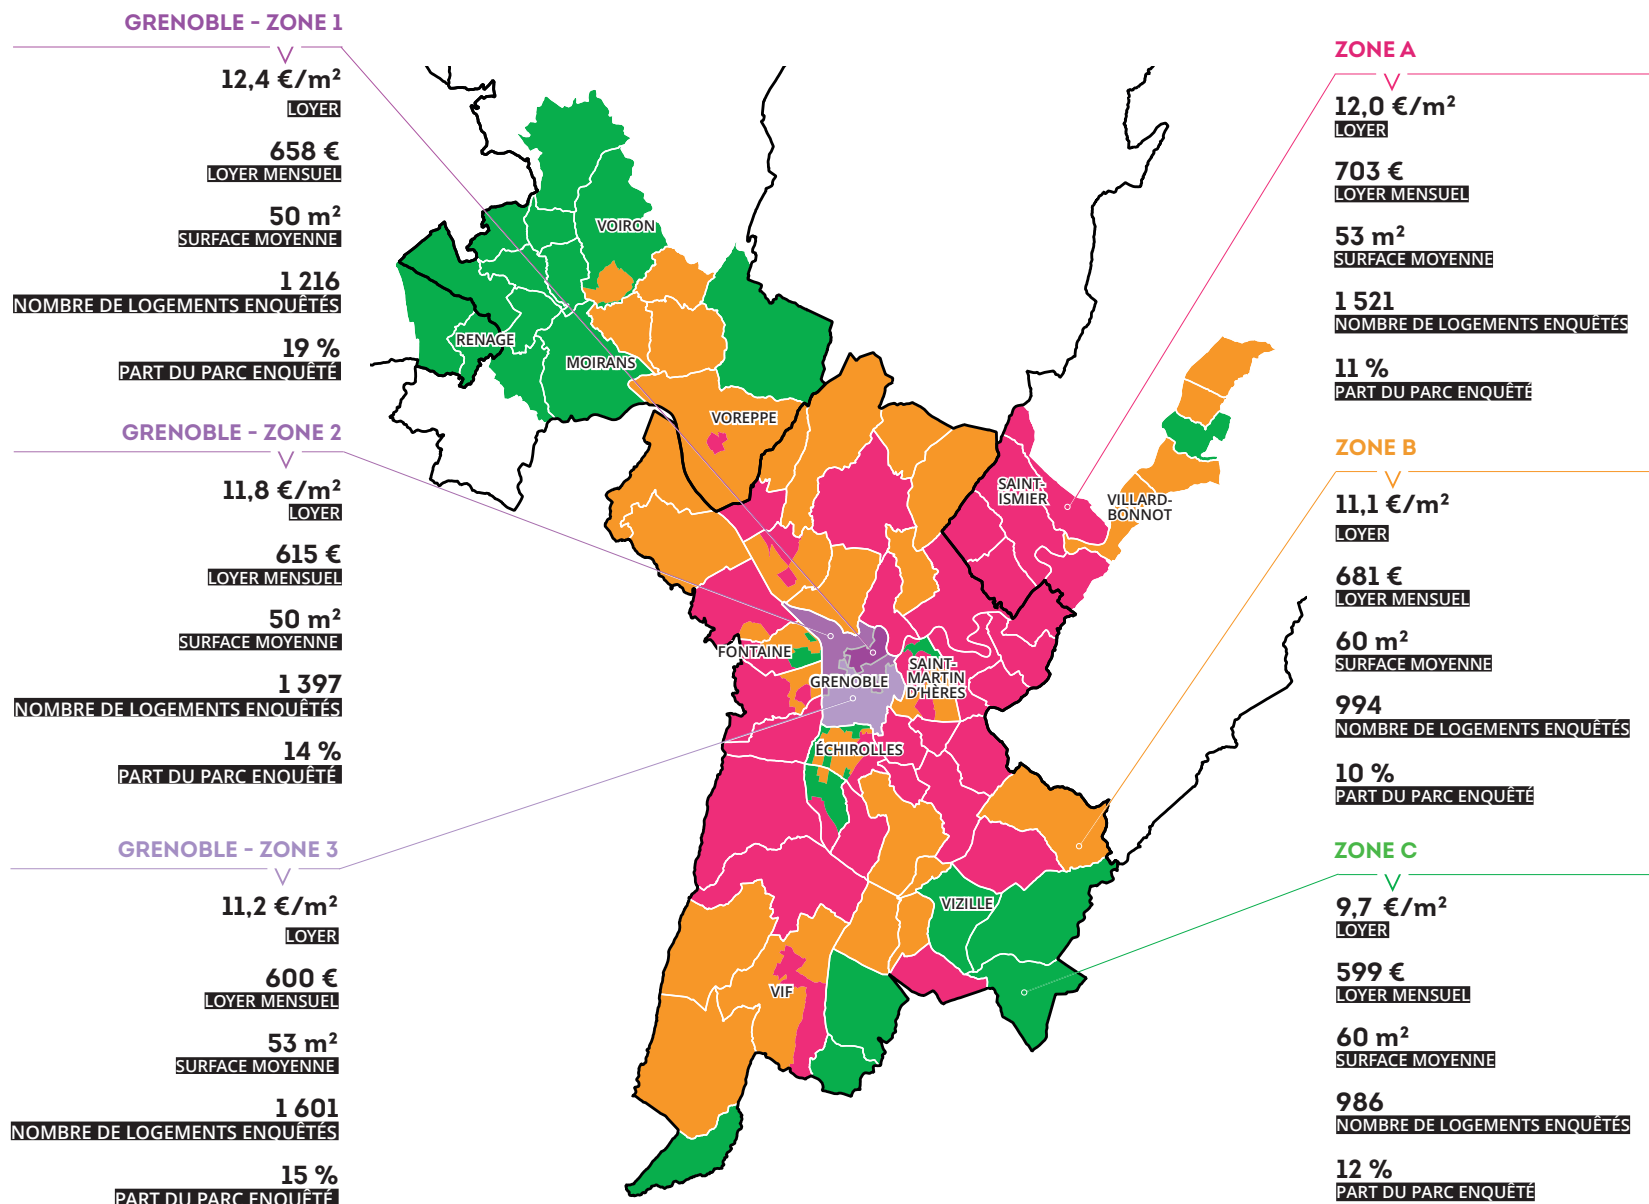 GRENOBLE - ZONE 1
12,4 €/m²
LOYER
658 €
LOYER MENSUEL
50 m²
SURFACE MOYENNE
1 216
NOMBRE DE LOGEMENTS ENQUÊTÉS
19 %
PART DU PARC ENQUÊTÉ
GRENOBLE - ZONE 2
11,8 €/m²
LOYER
615 €
LOYER MENSUEL
50 m²
SURFACE MOYENNE
1 397
NOMBRE DE LOGEMENTS ENQUÊTÉS
14 %
PART DU PARC ENQUÊTÉ
GRENOBLE - ZONE 3
11,2 €/m²
LOYER
600 €
LOYER MENSUEL
53 m²
SURFACE MOYENNE
1 601
NOMBRE DE LOGEMENTS ENQUÊTÉS
15 %
PART DU PARC ENQUÊTÉ
VOIRON
RENAGE
MOIRANS
VOREPPE
SAINT-
ISMIER
VILLARD-
BONNOT
FONTAINE
GRENOBLE
SAINT-
MARTIN
D'HÈRES
ÉCHIROLLES
VIZILLE
VIF
ZONE A
12,0 €/m²
LOYER
703 €
LOYER MENSUEL
53 m²
SURFACE MOYENNE
1 521
NOMBRE DE LOGEMENTS ENQUÊTÉS
11 %
PART DU PARC ENQUÊTÉ
ZONE B
11,1 €/m²
LOYER
681 €
LOYER MENSUEL
60 m²
SURFACE MOYENNE
994
NOMBRE DE LOGEMENTS ENQUÊTÉS
10 %
PART DU PARC ENQUÊTÉ
ZONE C
9,7 €/m²
LOYER
599 €
LOYER MENSUEL
60 m²
SURFACE MOYENNE
986
NOMBRE DE LOGEMENTS ENQUÊTÉS
12 %
PART DU PARC ENQUÊTÉ